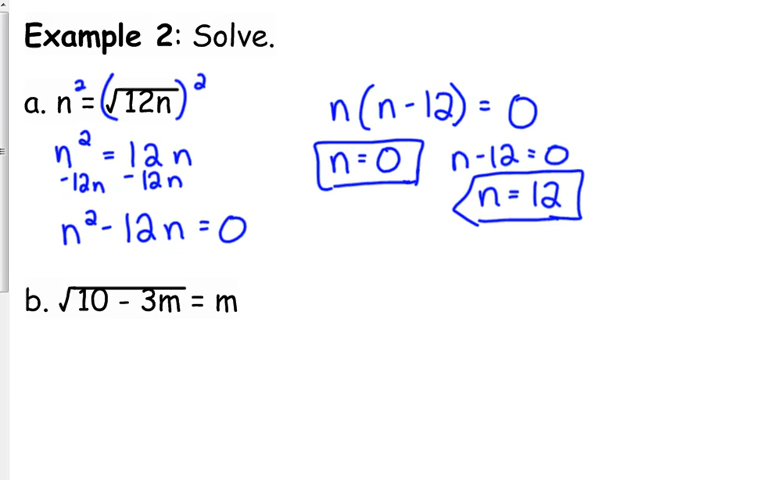 Example 2: Solve.
a. n² = (√12n)²
n² = 12n
-12n -12n
n² - 12n = 0
n(n - 12) = 0
n = 0 n - 12 = 0
n = 12
b. √10 - 3m = m